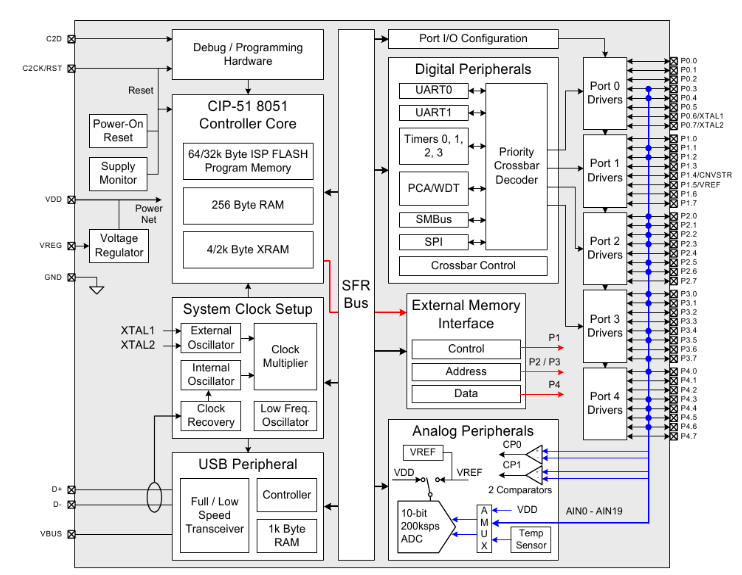 C2D
C2CK/RST
Debug / Programming
Hardware
Reset
Power-On
Reset
Supply
Monitor
VDD
Power
Net
VREG
Voltage
Regulator
GND
CIP-51 8051
Controller Core
64/32k Byte ISP FLASH
Program Memory
256 Byte RAM
4/2k Byte XRAM
System Clock Setup
XTAL1
XTAL2
External
Oscillator
Internal
Oscillator
Clock
Multiplier
Clock
Recovery
Low Freq.
Oscillator
USB Peripheral
D+
D-
VBUS
Full / Low
Speed
Transceiver
Controller
1k Byte
RAM
SFR
Bus
Port I/O Configuration
Digital Peripherals
UART0
UART1
Timers 0, 1,
2, 3
PCA/WDT
SMBus
SPI
Priority
Crossbar
Decoder
Crossbar Control
External Memory
Interface
Control
Address
Data
P1
P2 / P3
P4
Analog Peripherals
VREF
VDD
VREF
CP0
+
-
CP1
+
-
2 Comparators
10-bit
200ksps
ADC
A
M
U
X
VDD
Temp
Sensor
AIN0 - AIN19
Port 0
Drivers
Port 1
Drivers
Port 2
Drivers
Port 3
Drivers
Port 4
Drivers
P0.0
P0.1
P0.2
P0.3
P0.4
P0.5
P0.6/XTAL1
P0.7/XTAL2
P1.0
P1.1
P1.2
P1.3
P1.4/CNVSTR
P1.5/VREF
P1.6
P1.7
P2.0
P2.1
P2.2
P2.3
P2.4
P2.5
P2.6
P2.7
P3.0
P3.1
P3.2
P3.3
P3.4
P3.5
P3.6
P3.7
P4.0
P4.1
P4.2
P4.3
P4.4
P4.5
P4.6
P4.7